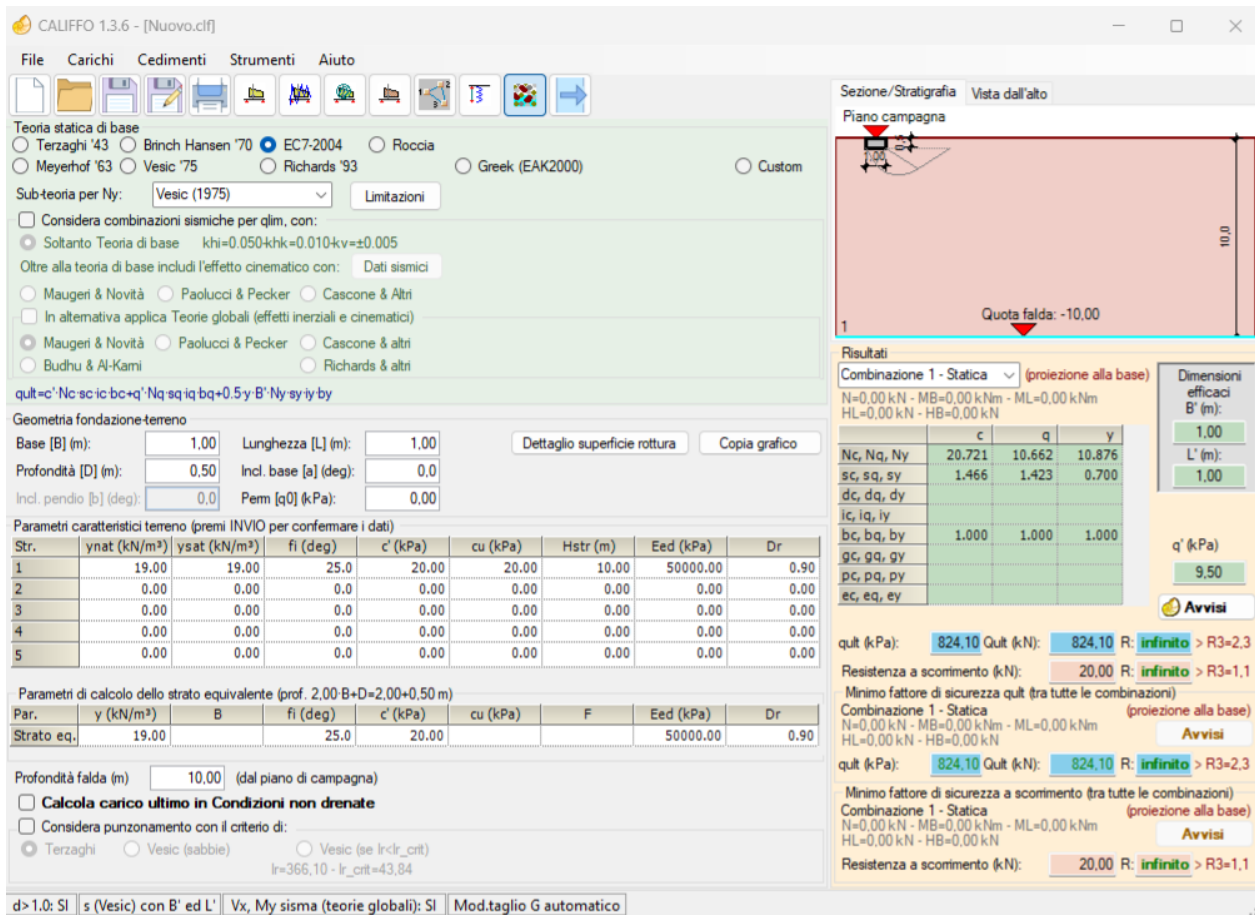 CALIFFO 1.3.6 - [Nuovo.clf]
File Carichi Cedimenti Strumenti Aiuto
Teoria statica di base
Terzaghi '43 Brinch Hansen '70 EC7-2004 Roccia
Meyerhof '63 Vesic '75 Richards '93 Greek (EAK2000) Custom
Sub-teoria per Ny: Vesic (1975) Limitazioni
Considera combinazioni sismiche per qlim, con:
Soltanto Teoria di base khi=0.050-khk=0.010-kv=±0.005
Oltre alla teoria di base includi l'effetto cinematico con: Dati sismici
Maugeri & Novità Paolucci & Pecker Cascone & Altri
In alternativa applica Teorie globali (effetti inerziali e cinematici)
Maugeri & Novità Paolucci & Pecker Cascone & altri
Budhu & Al-Karni Richards & altri
qult=c'·Nc·sc·ic·bc+q'·Nq·sq·iq·bq+0.5·y·B'·Ny·sy·iy·by
Geometria fondazione-terreno
Base [B] (m): 1,00 Lunghezza [L] (m): 1,00 Dettaglio superficie rottura Copia grafico
Profondità [D] (m): 0,50 Incl. base [a] (deg): 0,0
Incl. pendio [b] (deg): 0,0 Perm [q0] (kPa): 0,00
Parametri caratteristici terreno (premi INVIO per confermare i dati)
Str. ynat (kN/m³) ysat (kN/m³) fi (deg) c' (kPa) cu (kPa) Hstr (m) Eed (kPa) Dr
1 19.00 19.00 25.0 20.00 20.00 10.00 50000.00 0.90
2 0.00 0.00 0.0 0.00 0.00 0.00 0.00 0.00
3 0.00 0.00 0.0 0.00 0.00 0.00 0.00 0.00
4 0.00 0.00 0.0 0.00 0.00 0.00 0.00 0.00
5 0.00 0.00 0.0 0.00 0.00 0.00 0.00 0.00
Parametri di calcolo dello strato equivalente (prof. 2,00·B+D=2,00+0,50 m)
Par. y (kN/m³) B fi (deg) c' (kPa) cu (kPa) F Eed (kPa) Dr
Strato eq. 19.00 25.0 20.00 50000.00 0.90
Profondità falda (m) 10,00 (dal piano di campagna)
Calcola carico ultimo in Condizioni non drenate
Considera punzonamento con il criterio di:
Terzaghi Vesic (sabbie) Vesic (se Ir<Ir_crit)
Ir=366,10 - Ir_crit=43,84
Sezione/Stratigrafia Vista dall'alto
Piano campagna
0,5
1,00
10,0
Quota falda: -10,00
1
Risultati
Combinazione 1 - Statica (proiezione alla base)
N=0,00 kN - MB=0,00 kNm - ML=0,00 kNm
HL=0,00 kN - HB=0,00 kN
c q y
Nc, Nq, Ny 20.721 10.662 10.876
sc, sq, sy 1.466 1.423 0.700
dc, dq, dy
ic, iq, iy
bc, bq, by 1.000 1.000 1.000
gc, gq, gy
pc, pq, py
ec, eq, ey
Dimensioni
efficaci
B' (m):
1,00
L' (m):
1,00
q' (kPa)
9,50
Avvisi
qult (kPa): 824,10 Qult (kN): 824,10 R: infinito > R3=2,3
Resistenza a scorrimento (kN): 20,00 R: infinito > R3=1,1
Minimo fattore di sicurezza qult (tra tutte le combinazioni)
Combinazione 1 - Statica (proiezione alla base)
N=0,00 kN - MB=0,00 kNm - ML=0,00 kNm
HL=0,00 kN - HB=0,00 kN Avvisi
qult (kPa): 824,10 Qult (kN): 824,10 R: infinito > R3=2,3
Minimo fattore di sicurezza a scorrimento (tra tutte le combinazioni)
Combinazione 1 - Statica (proiezione alla base)
N=0,00 kN - MB=0,00 kNm - ML=0,00 kNm
HL=0,00 kN - HB=0,00 kN Avvisi
Resistenza a scorrimento (kN): 20,00 R: infinito > R3=1,1
d>1.0: SI s (Vesic) con B' ed L' Vx, My sisma (teorie globali): SI Mod.taglio G automatico